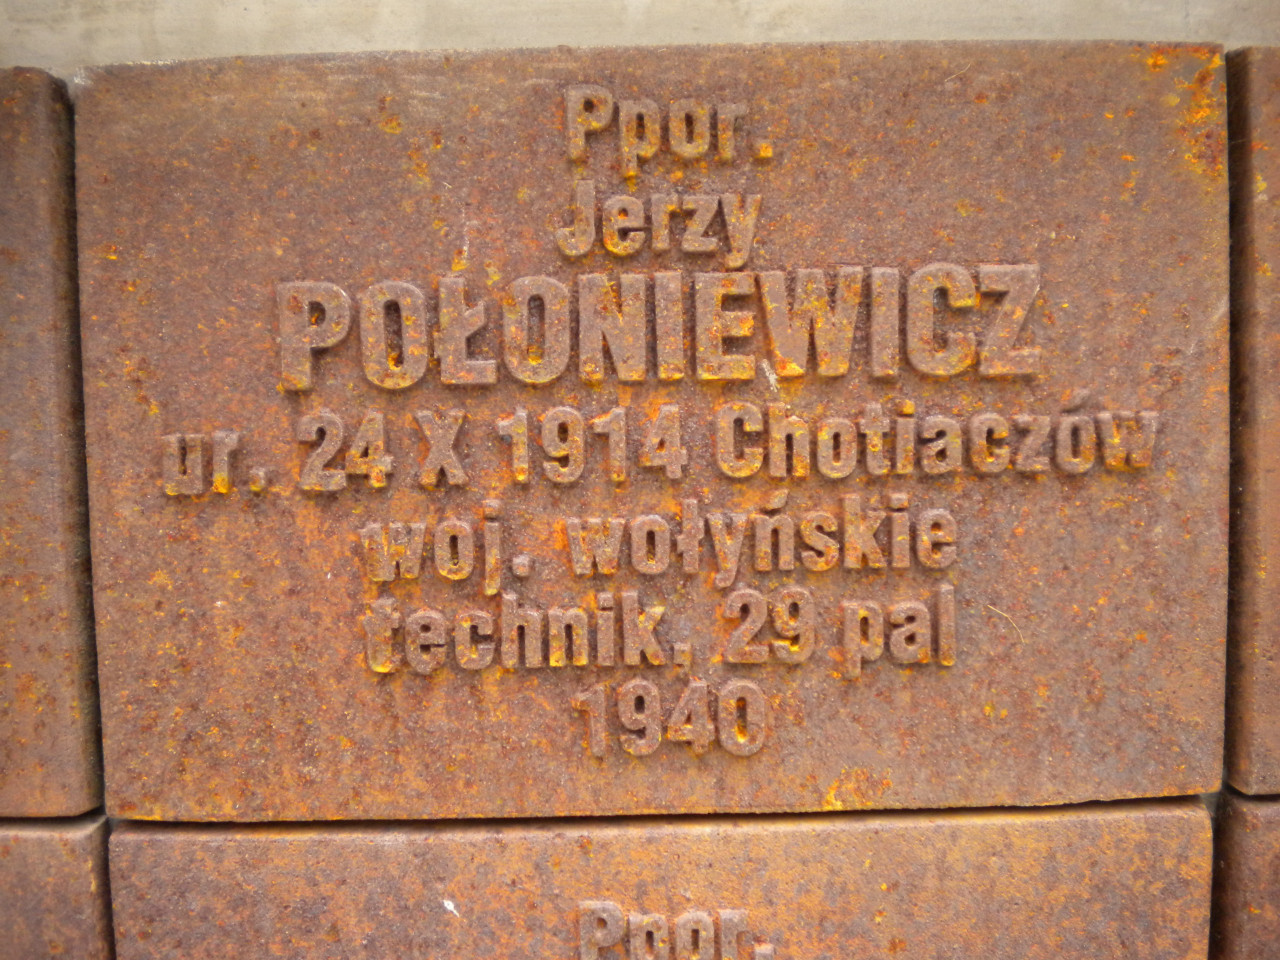 Ppor.
Jerzy
POŁONIEWICZ
ur. 24 X 1914 Chotiaczów
woj. wołyńskie
technik. 29 pal
1940
Ppor.